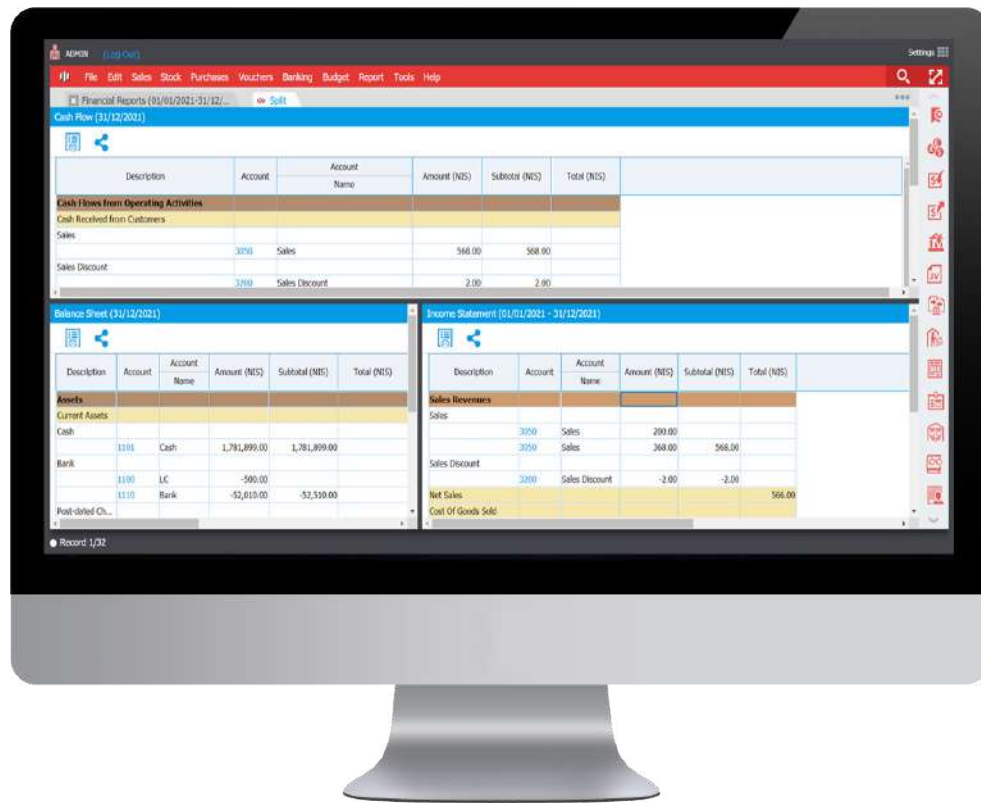 ADMIN (Log Out) Settings
File Edit Sales Stock Purchases Vouchers Banking Budget Report Tools Help
Financial Reports (01/01/2021-31/12/... Split
Cash Flow (31/12/2021)
Description Account Account Name Amount (NIS) Subtotal (NIS) Total (NIS)
Cash Flows from Operating Activities
Cash Received from Customers
Sales
3050 Sales 568.00 568.00
Sales Discount
3200 Sales Discount 2.00 2.00
Balance Sheet (31/12/2021)
Description Account Account Name Amount (NIS) Subtotal (NIS) Total (NIS)
Assets
Current Assets
Cash
1101 Cash 1,781,899.00 1,781,899.00
Bank
1100 LC -500.00
1110 Bank -52,010.00 -52,510.00
Post-dated Ch...
Income Statement (01/01/2021 - 31/12/2021)
Description Account Account Name Amount (NIS) Subtotal (NIS) Total (NIS)
Sales Revenues
Sales
3050 Sales 200.00
3050 Sales 368.00 568.00
Sales Discount
3200 Sales Discount -2.00 -2.00
Net Sales 566.00
Cost Of Goods Sold
Record 1/32